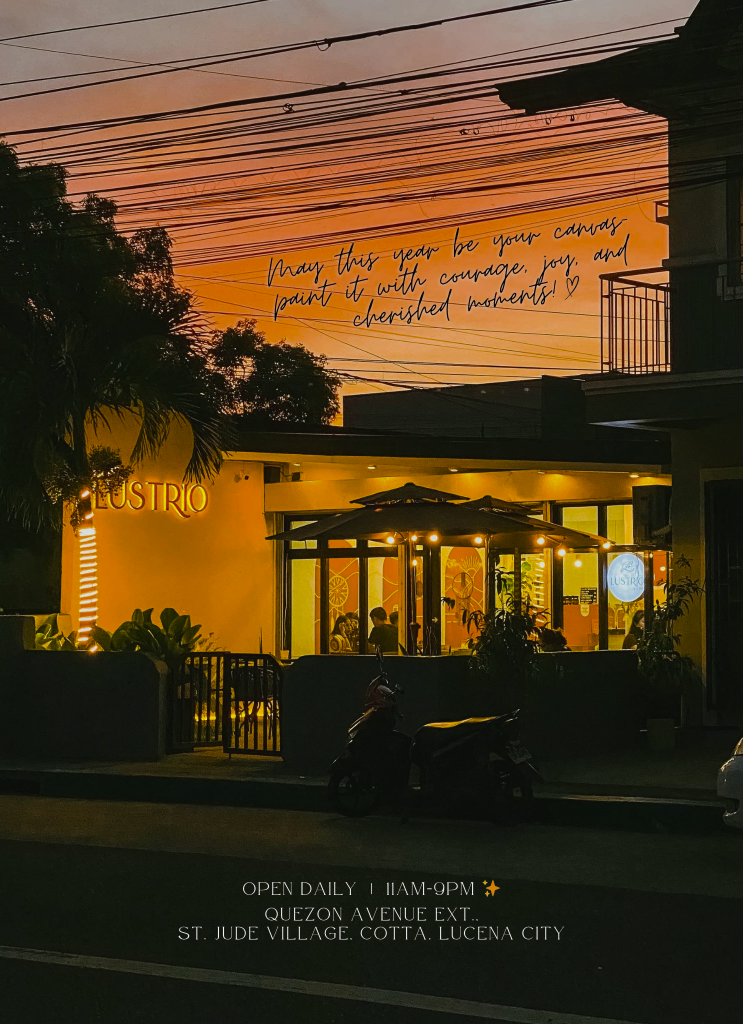 May this year be your canvas-
paint it with courage, joy, and
cherished moments! ♡
LUSTRIO
LUSTRIO
OPEN DAILY | 11AM-9PM ✨
QUEZON AVENUE EXT.,
ST. JUDE VILLAGE, COTTA, LUCENA CITY